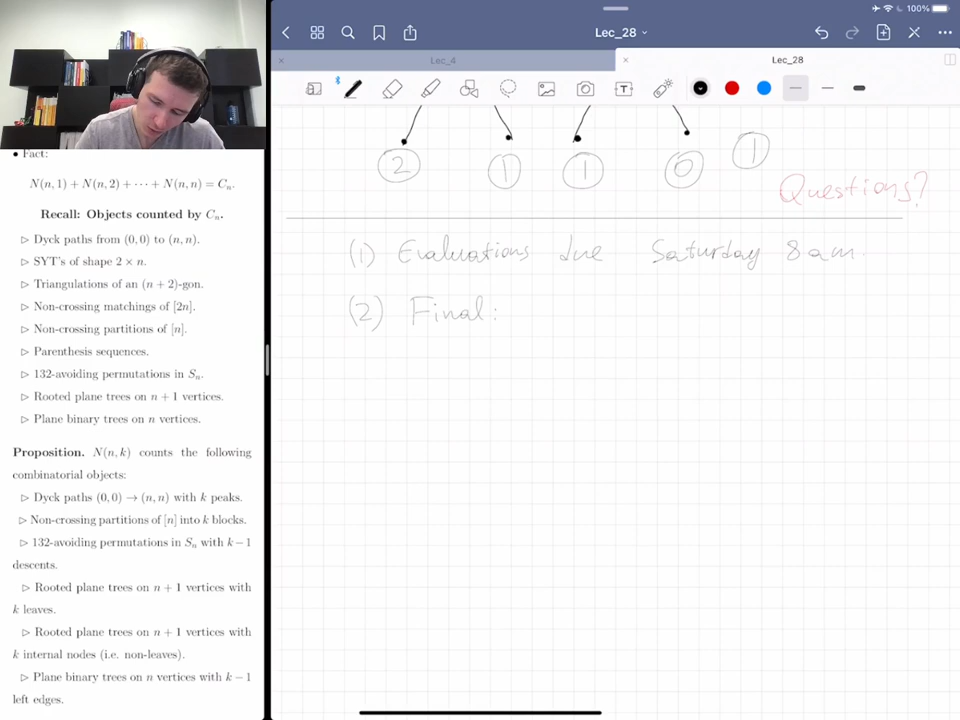 • Fact:
N(n, 1) + N(n, 2) + ⋯ + N(n, n) = Cₙ.
Recall: Objects counted by Cₙ.
▷ Dyck paths from (0, 0) to (n, n).
▷ SYT's of shape 2 × n.
▷ Triangulations of an (n + 2)-gon.
▷ Non-crossing matchings of [2n].
▷ Non-crossing partitions of [n].
▷ Parenthesis sequences.
▷ 132-avoiding permutations in Sₙ.
▷ Rooted plane trees on n + 1 vertices.
▷ Plane binary trees on n vertices.
Proposition. N(n, k) counts the following
combinatorial objects:
▷ Dyck paths (0, 0) → (n, n) with k peaks.
▷ Non-crossing partitions of [n] into k blocks.
▷ 132-avoiding permutations in Sₙ with k − 1
descents.
▷ Rooted plane trees on n + 1 vertices with
k leaves.
▷ Rooted plane trees on n + 1 vertices with
k internal nodes (i.e. non-leaves).
▷ Plane binary trees on n vertices with k − 1
left edges.
100%
Lec_28
Lec_4
Lec_28
2 1 1 0 1
Questions?
(1) Evaluations due Saturday 8 am.
(2) Final: